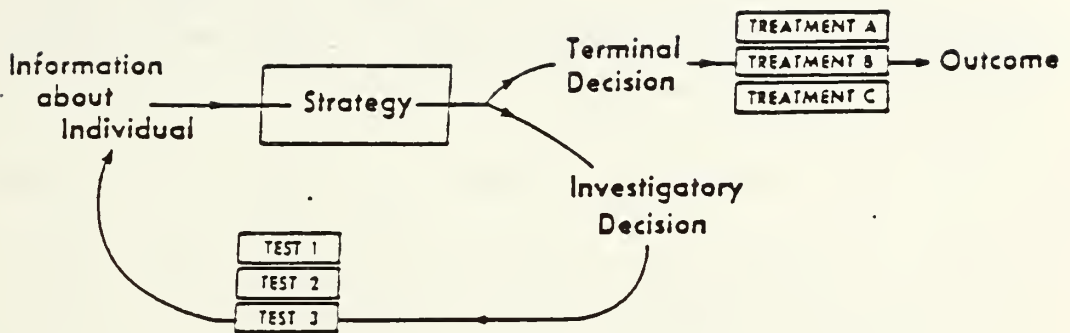 Information
about
Individual
Strategy
Terminal
Decision
TREATMENT A
TREATMENT B
TREATMENT C
Outcome
Investigatory
Decision
TEST 1
TEST 2
TEST 3